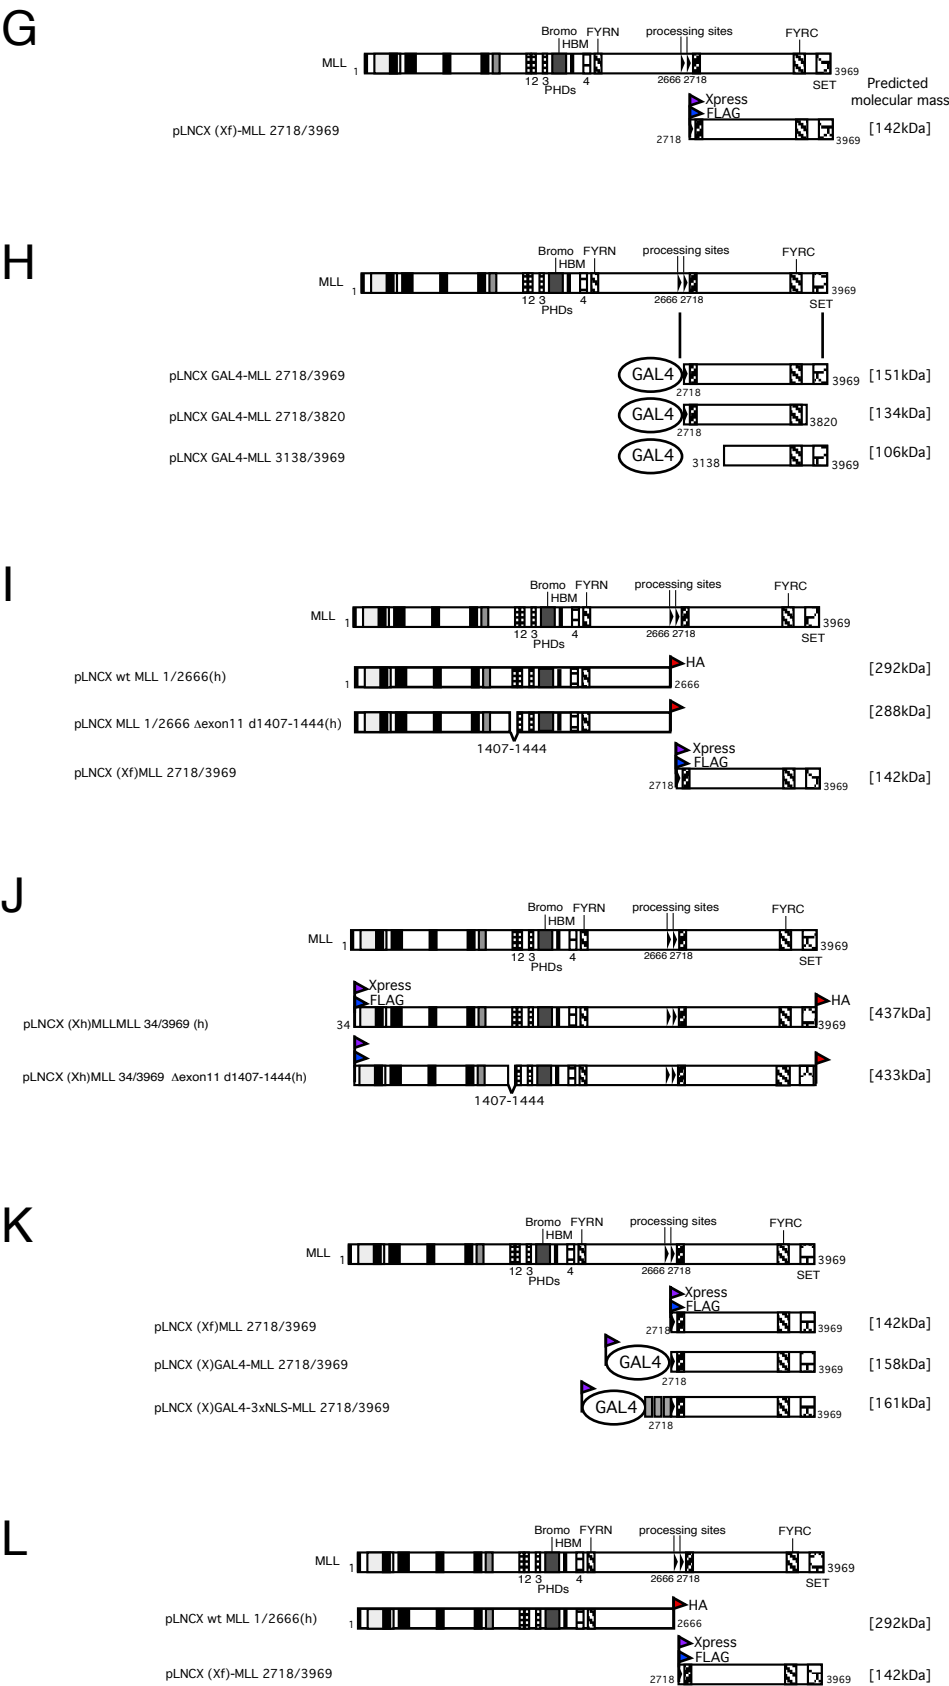 G
Bromo FYRN processing sites FYRC
HBM
MLL 1 3969
12 3 4 2666 2718 SET
PHDs
Predicted
molecular mass
Xpress
FLAG
pLNCX (Xf)-MLL 2718/3969 2718 3969 [142kDa]
H
Bromo FYRN processing sites FYRC
HBM
MLL 1 3969
12 3 4 2666 2718 SET
PHDs
pLNCX GAL4-MLL 2718/3969 GAL4 2718 3969 [151kDa]
pLNCX GAL4-MLL 2718/3820 GAL4 2718 3820 [134kDa]
pLNCX GAL4-MLL 3138/3969 GAL4 3138 3969 [106kDa]
I
Bromo FYRN processing sites FYRC
HBM
MLL 1 3969
12 3 4 2666 2718 SET
PHDs
HA
pLNCX wt MLL 1/2666(h) 1 2666 [292kDa]
pLNCX MLL 1/2666 Δexon11 d1407-1444(h) [288kDa]
1407-1444
Xpress
FLAG
pLNCX (Xf)MLL 2718/3969 2718 3969 [142kDa]
J
Bromo FYRN processing sites FYRC
HBM
MLL 1 3969
12 3 4 2666 2718 SET
PHDs
Xpress
FLAG HA
pLNCX (Xh)MLLMLL 34/3969 (h) 34 3969 [437kDa]
pLNCX (Xh)MLL 34/3969 Δexon11 d1407-1444(h) [433kDa]
1407-1444
K
Bromo FYRN processing sites FYRC
HBM
MLL 1 3969
12 3 4 2666 2718 SET
PHDs
Xpress
FLAG
pLNCX (Xf)MLL 2718/3969 2718 3969 [142kDa]
pLNCX (X)GAL4-MLL 2718/3969 GAL4 2718 3969 [158kDa]
pLNCX (X)GAL4-3xNLS-MLL 2718/3969 GAL4 2718 3969 [161kDa]
L
Bromo FYRN processing sites FYRC
HBM
MLL 1 3969
12 3 4 2666 2718 SET
PHDs
HA
pLNCX wt MLL 1/2666(h) 1 2666 [292kDa]
Xpress
FLAG
pLNCX (Xf)-MLL 2718/3969 2718 3969 [142kDa]